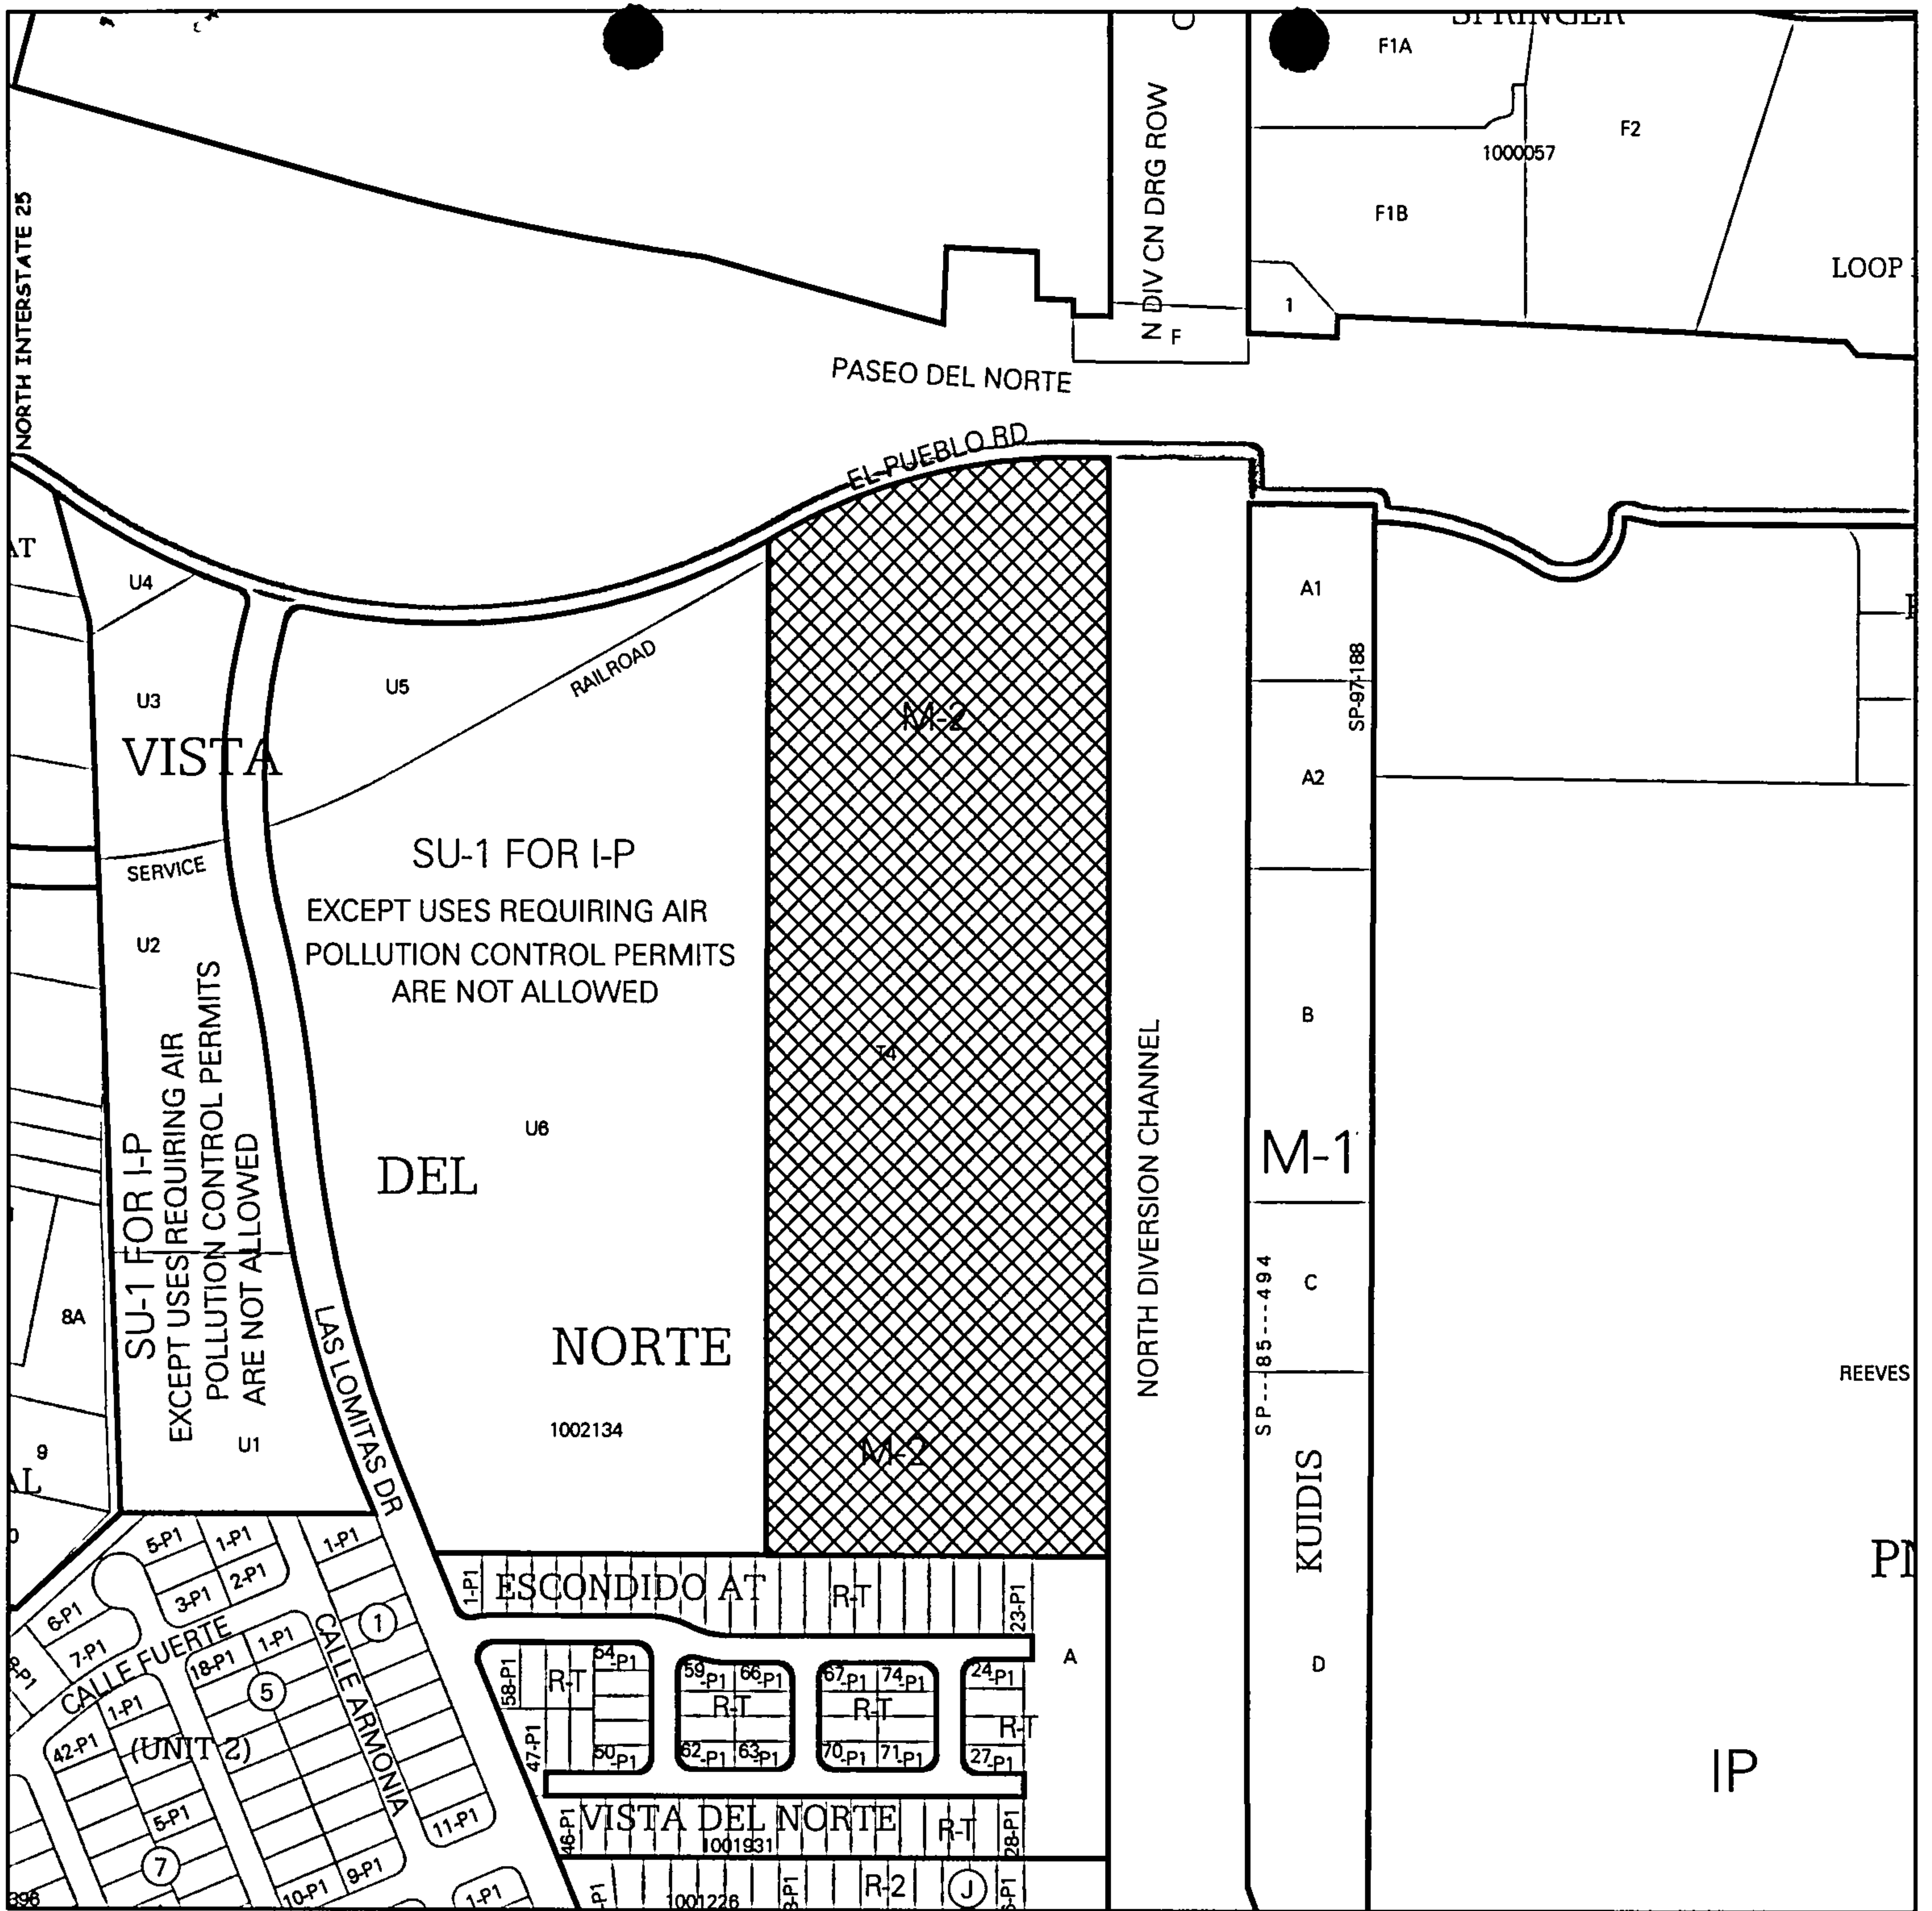 SPRINGER
F1A
F2
1000057
F1B
LOOP
1
N DIV CN DRG ROW
F
NORTH INTERSTATE 25
PASEO DEL NORTE
EL PUEBLO RD
AT
U4
U3
U5
RAILROAD
VISTA
M-2
A1
SP-97-188
A2
SERVICE
U2
SU-1 FOR I-P
EXCEPT USES REQUIRING AIR
POLLUTION CONTROL PERMITS
ARE NOT ALLOWED
T4
B
U6
DEL
NORTH DIVISION CHANNEL
M-1
SU-1 FOR I-P
EXCEPT USES REQUIRING AIR
POLLUTION CONTROL PERMITS
ARE NOT ALLOWED
C
SP---85---494
8A
NORTE
REEVES
LAS LOMITAS DR
1002134
M-2
U1
9
AL
KUIDIS
5-P1
1-P1
1-P1
3-P1
2-P1
1-P1
ESCONDIDO AT
R-T
23-P1
6-P1
7-P1
CALLE FUERTE
18-P1
1-P1
CALLE ARMONIA
1
5
A
D
58-P1
R-T
54-P1
59-P1
66-P1
R-T
67-P1
74-P1
R-T
24-P1
R-T
1-P1
42-P1
(UNIT 2)
47-P1
50-P1
62-P1
63-P1
70-P1
71-P1
27-P1
IP
5-P1
11-P1
46-P1
VISTA DEL NORTE
1001931
R-T
28-P1
7
9-P1
10-P1
1-P1
396
1001226
R-2
J